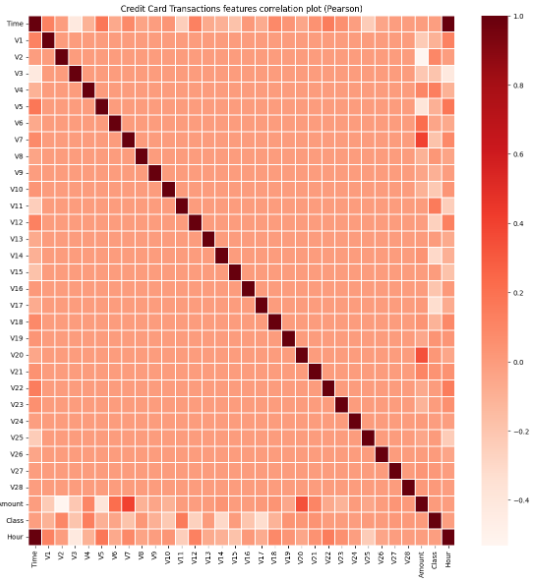 Credit Card Transactions features correlation plot (Pearson)
Time
V1
V2
V3
V4
V5
V6
V7
V8
V9
V10
V11
V12
V13
V14
V15
V16
V17
V18
V19
V20
V21
V22
V23
V24
V25
V26
V27
V28
mount
Class
Hour
Time
V1
V2
V3
V4
V5
V6
V7
V8
V9
V10
V11
V12
V13
V14
V15
V16
V17
V18
V19
V20
V21
V22
V23
V24
V25
V26
V27
V28
Amount
Class
Hour
1.0
0.8
0.6
0.4
0.2
0.0
−0.2
−0.4